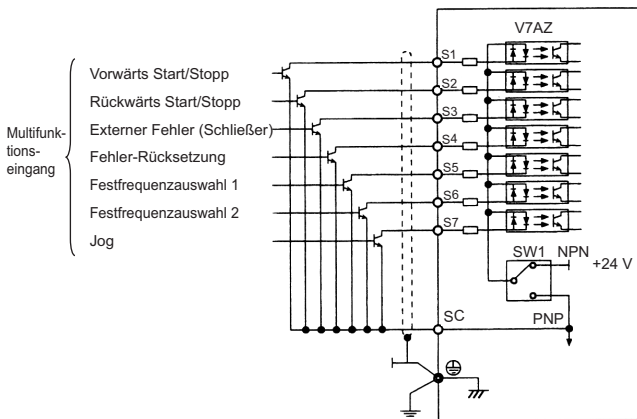 V7AZ
S1
Vorwärts Start/Stopp
S2
Rückwärts Start/Stopp
S3
Externer Fehler (Schließer)
S4
Multifunk-
tions-
eingang
Fehler-Rücksetzung
S5
Festfrequenzauswahl 1
S6
Festfrequenzauswahl 2
S7
Jog
SW1 NPN
+24 V
SC
PNP